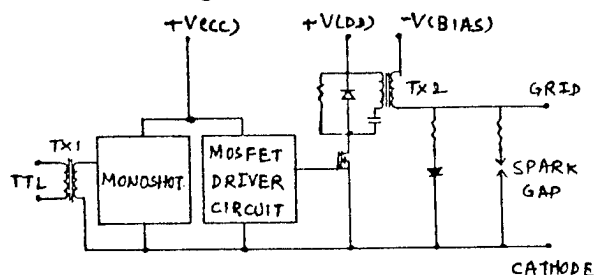 +V(CC)
+V(DD)
-V(BIAS)
TX2
GRID
TX1
TTL
MONOSHOT
MOSFET
DRIVER
CIRCUIT
SPARK
GAP
CATHODE